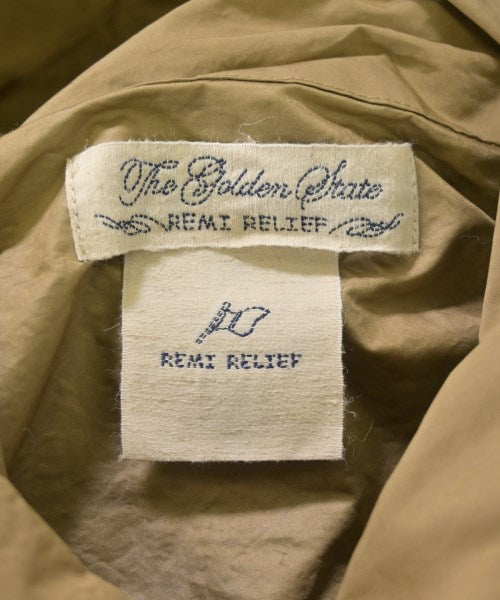 The Golden State
REMI RELIEF
REMI RELIEF